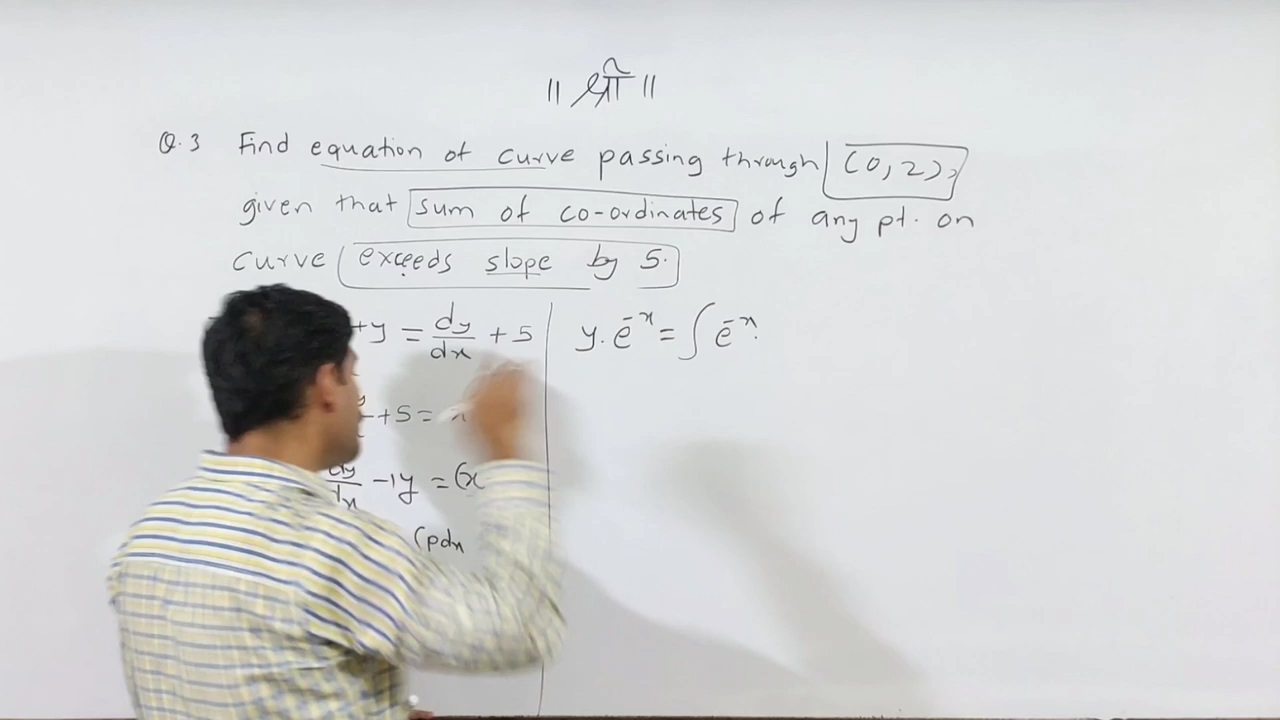 ॥ श्री ॥
Q.3 Find equation of curve passing through (0,2),
given that sum of co-ordinates of any pt. on
curve exceeds slope by 5.
+y = dy/dx + 5
+5 = x
dy/dx -1y = (x
(pdx
y.e^-x = ∫e^-x.